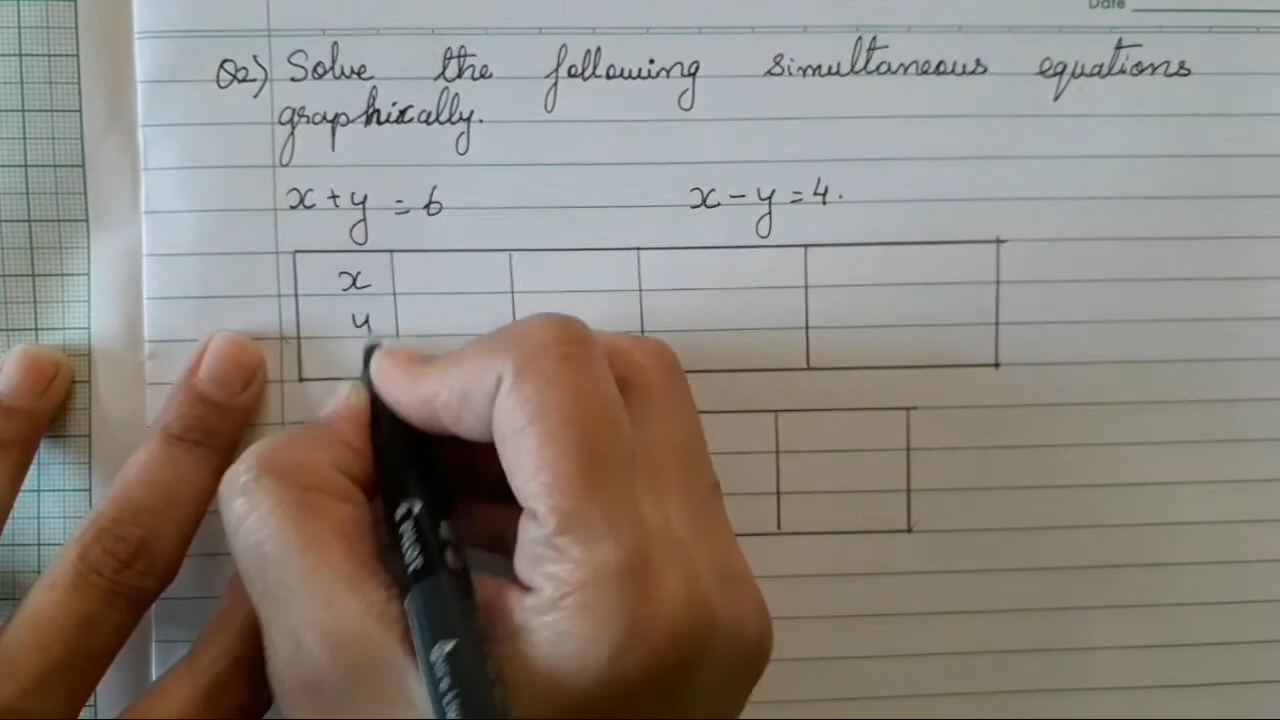 Date
Q2) Solve the following simultaneous equations
graphically.
x + y = 6 x - y = 4.
x
y